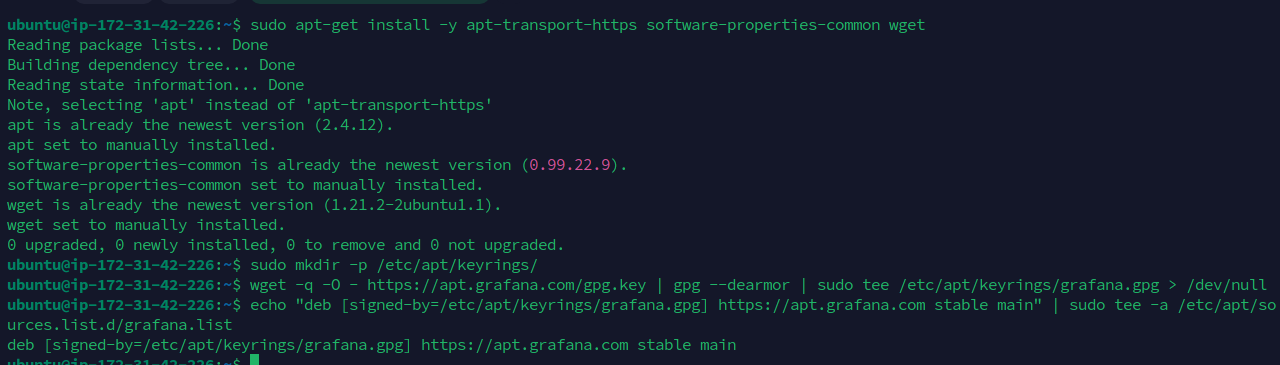 ubuntu@ip-172-31-42-226:~$ sudo apt-get install -y apt-transport-https software-properties-common wget
Reading package lists... Done
Building dependency tree... Done
Reading state information... Done
Note, selecting 'apt' instead of 'apt-transport-https'
apt is already the newest version (2.4.12).
apt set to manually installed.
software-properties-common is already the newest version (0.99.22.9).
software-properties-common set to manually installed.
wget is already the newest version (1.21.2-2ubuntu1.1).
wget set to manually installed.
0 upgraded, 0 newly installed, 0 to remove and 0 not upgraded.
ubuntu@ip-172-31-42-226:~$ sudo mkdir -p /etc/apt/keyrings/
ubuntu@ip-172-31-42-226:~$ wget -q -O - https://apt.grafana.com/gpg.key | gpg --dearmor | sudo tee /etc/apt/keyrings/grafana.gpg > /dev/null
ubuntu@ip-172-31-42-226:~$ echo "deb [signed-by=/etc/apt/keyrings/grafana.gpg] https://apt.grafana.com stable main" | sudo tee -a /etc/apt/so
urces.list.d/grafana.list
deb [signed-by=/etc/apt/keyrings/grafana.gpg] https://apt.grafana.com stable main
ubuntu@ip-172-31-42-226:~$